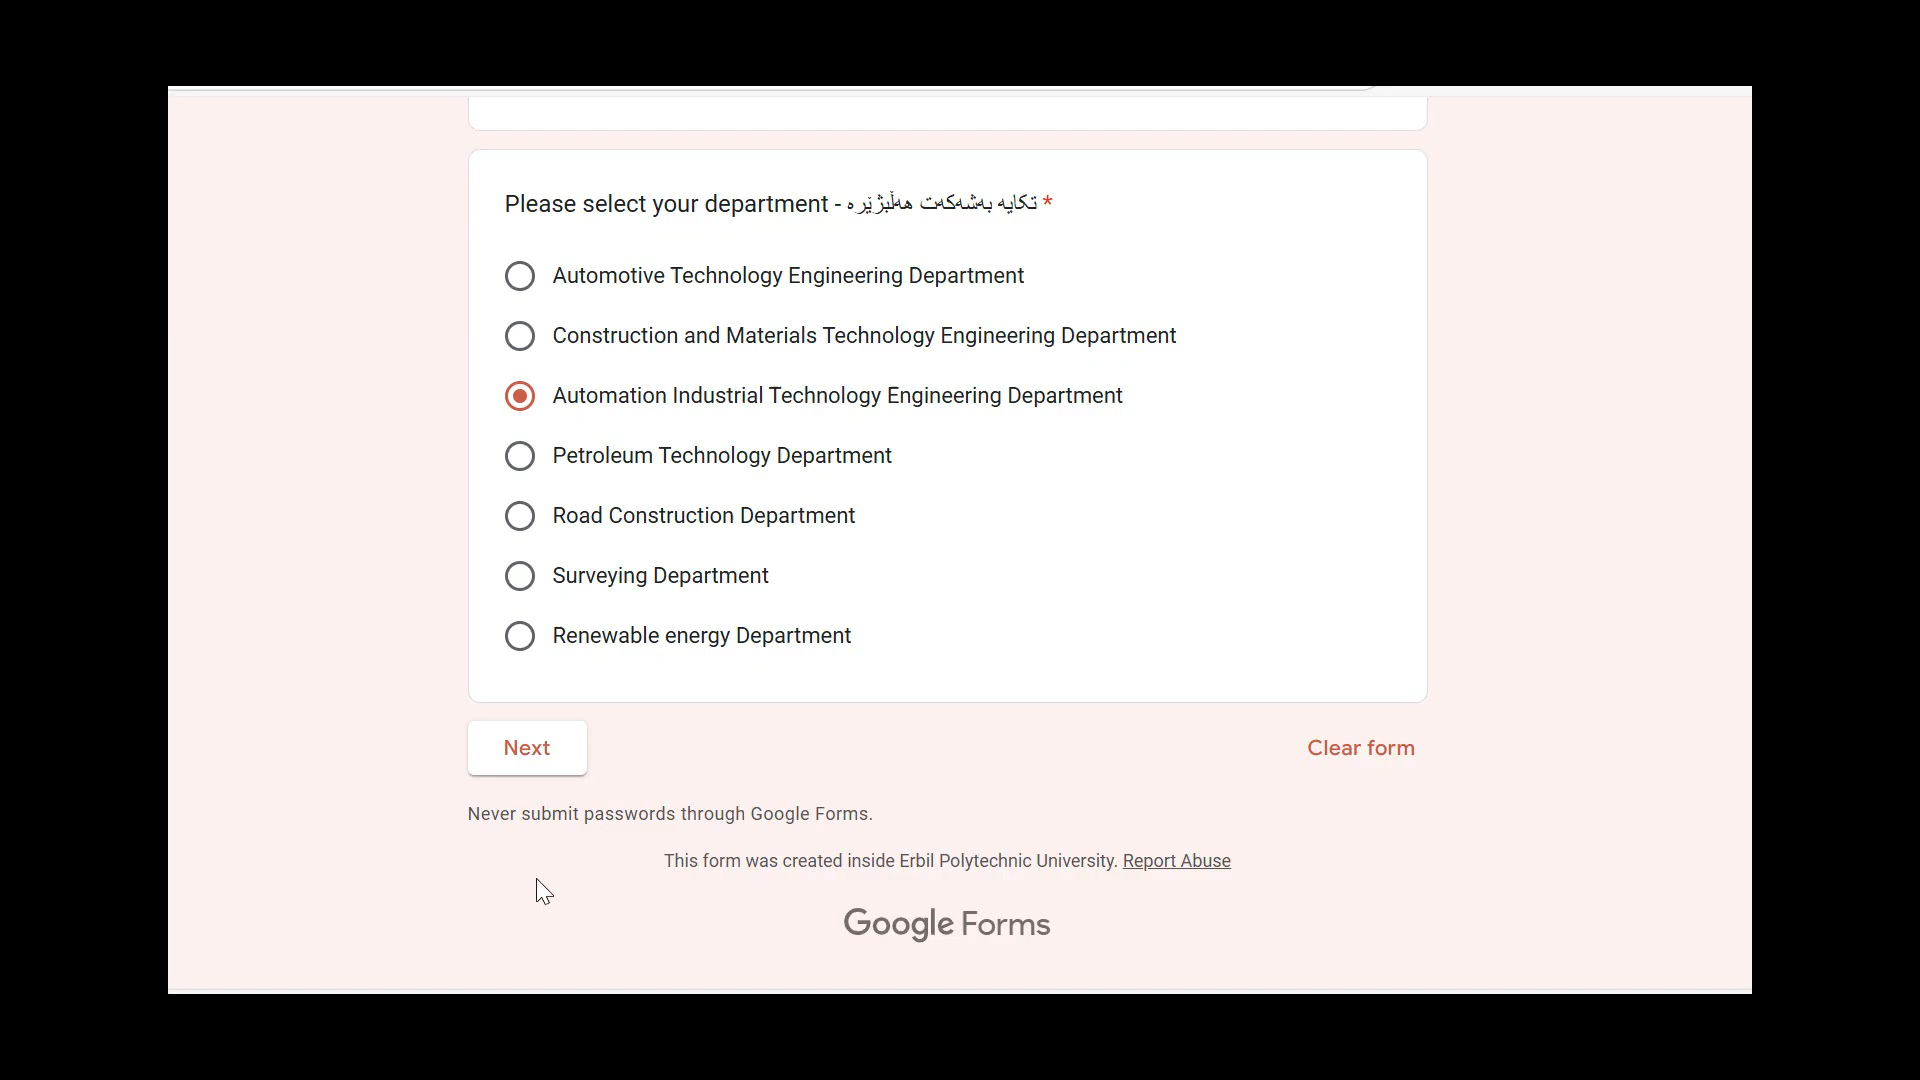 Please select your department - تکایە بەشەکەت هەڵبژێرە *
Automotive Technology Engineering Department
Construction and Materials Technology Engineering Department
Automation Industrial Technology Engineering Department
Petroleum Technology Department
Road Construction Department
Surveying Department
Renewable energy Department
Next
Clear form
Never submit passwords through Google Forms.
This form was created inside Erbil Polytechnic University. Report Abuse
Google Forms